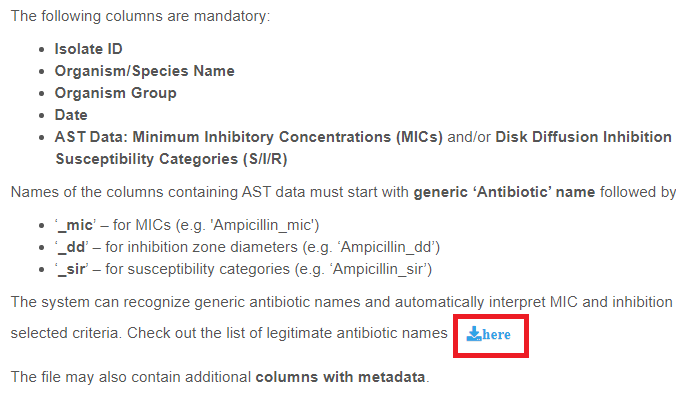 The following columns are mandatory:
Isolate ID
Organism/Species Name
Organism Group
Date
AST Data: Minimum Inhibitory Concentrations (MICs) and/or Disk Diffusion Inhibition
Susceptibility Categories (S/I/R)
Names of the columns containing AST data must start with generic ‘Antibiotic’ name followed by
‘_mic’ – for MICs (e.g. 'Ampicillin_mic')
‘_dd’ – for inhibition zone diameters (e.g. ‘Ampicillin_dd’)
‘_sir’ – for susceptibility categories (e.g. ‘Ampicillin_sir’)
The system can recognize generic antibiotic names and automatically interpret MIC and inhibition
selected criteria. Check out the list of legitimate antibiotic names here
The file may also contain additional columns with metadata.